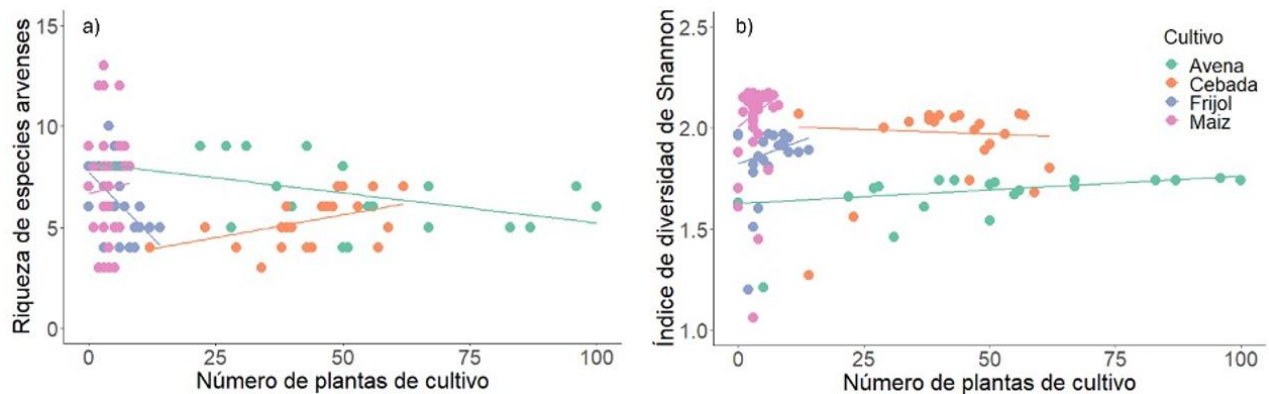 a)
Riqueza de especies arvenses
15
10
5
0
0 25 50 75 100
Número de plantas de cultivo
b)
Índice de diversidad de Shannon
2.5
2.0
1.5
1.0
0 25 50 75 100
Número de plantas de cultivo
Cultivo
Avena
Cebada
Frijol
Maiz